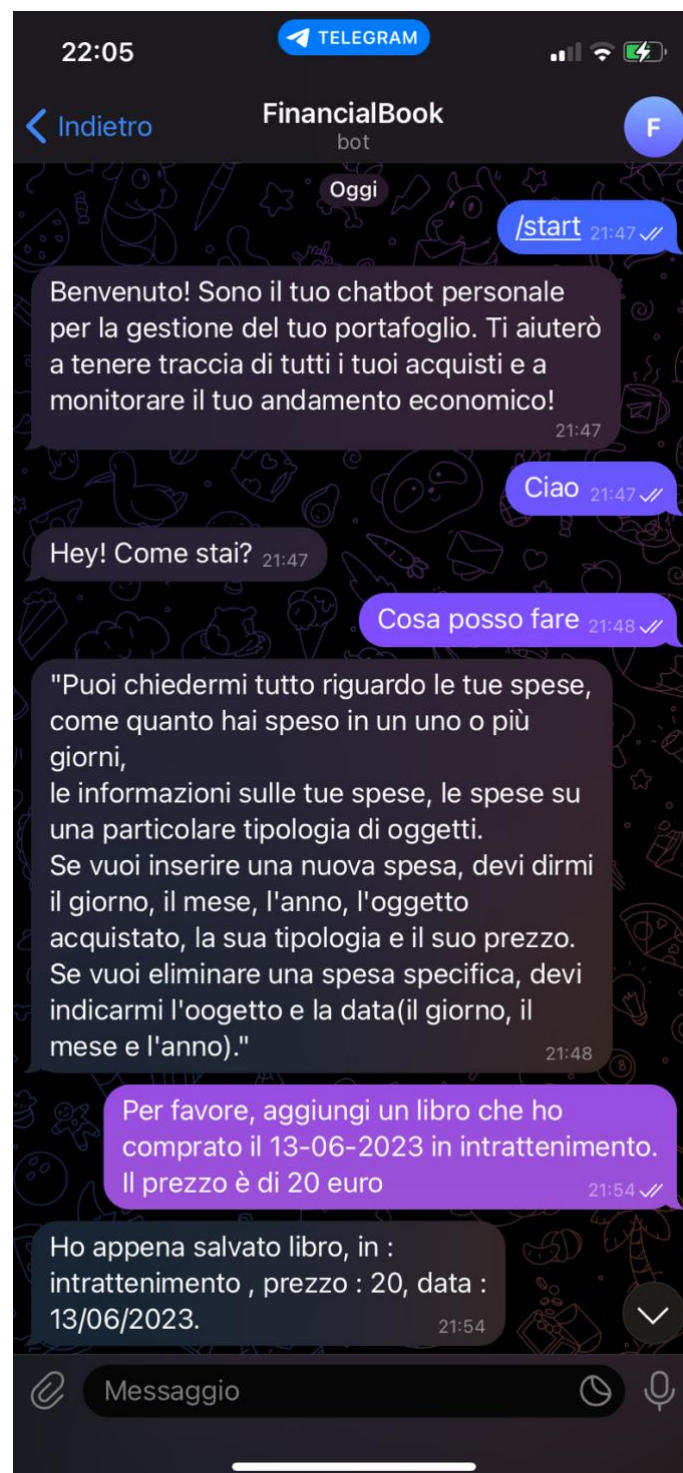 22:05
TELEGRAM
Indietro
FinancialBook
bot
F
Oggi
/start 21:47
Benvenuto! Sono il tuo chatbot personale
per la gestione del tuo portafoglio. Ti aiuterò
a tenere traccia di tutti i tuoi acquisti e a
monitorare il tuo andamento economico!
21:47
Ciao 21:47
Hey! Come stai? 21:47
Cosa posso fare 21:48
"Puoi chiedermi tutto riguardo le tue spese,
come quanto hai speso in un uno o più
giorni,
le informazioni sulle tue spese, le spese su
una particolare tipologia di oggetti.
Se vuoi inserire una nuova spesa, devi dirmi
il giorno, il mese, l'anno, l'oggetto
acquistato, la sua tipologia e il suo prezzo.
Se vuoi eliminare una spesa specifica, devi
indicarmi l'oogetto e la data(il giorno, il
mese e l'anno)."
21:48
Per favore, aggiungi un libro che ho
comprato il 13-06-2023 in intrattenimento.
Il prezzo è di 20 euro
21:54
Ho appena salvato libro, in :
intrattenimento , prezzo : 20, data :
13/06/2023.
21:54
Messaggio